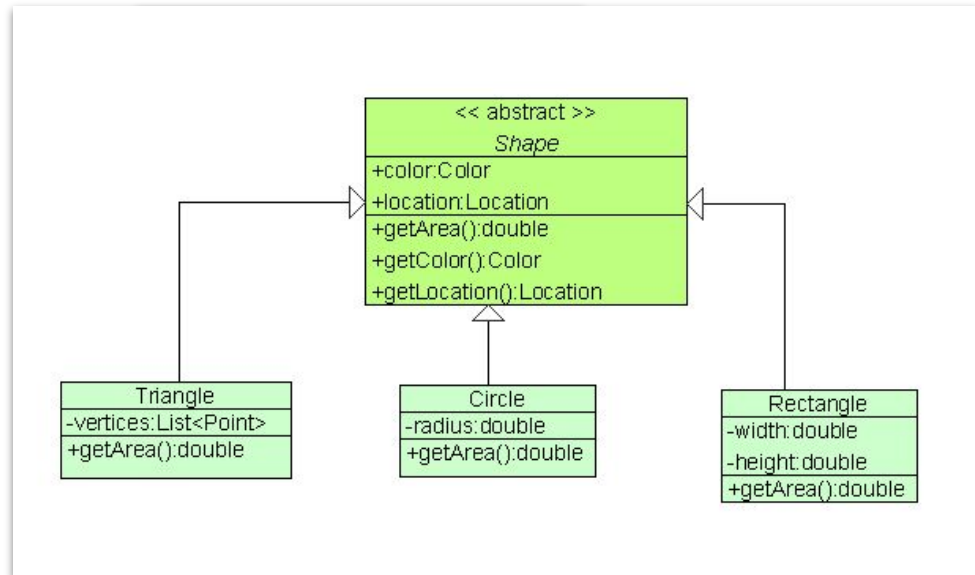 << abstract >>
Shape
+color:Color
+location:Location
+getArea():double
+getColor():Color
+getLocation():Location
Triangle
-vertices:List<Point>
+getArea():double
Circle
-radius:double
+getArea():double
Rectangle
-width:double
-height:double
+getArea():double